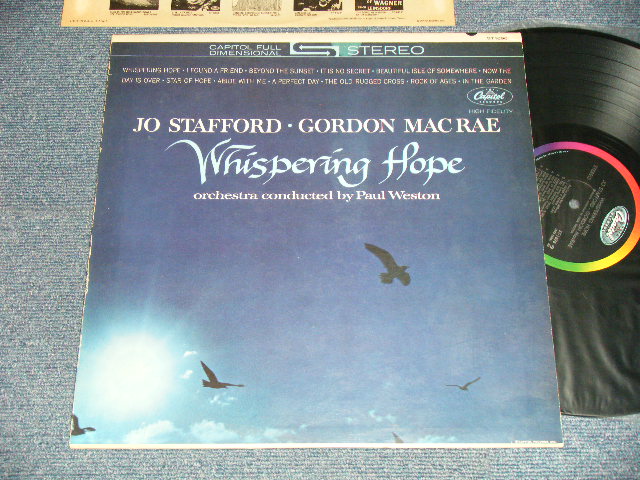 OF WAGNER
CAPITOL FULL DIMENSIONAL STEREO
WHISPERING HOPE • I FOUND A FRIEND • BEYOND THE SUNSET • IT IS NO SECRET • BEAUTIFUL ISLE OF SOMEWHERE • NOW THE
DAY IS OVER • STAR OF HOPE • ABIDE WITH ME • A PERFECT DAY • THE OLD RUGGED CROSS • ROCK OF AGES • IN THE GARDEN
Capitol
RECORDS
HIGH FIDELITY
JO STAFFORD • GORDON MACRAE
Whispering Hope
orchestra conducted by Paul Weston
Capitol